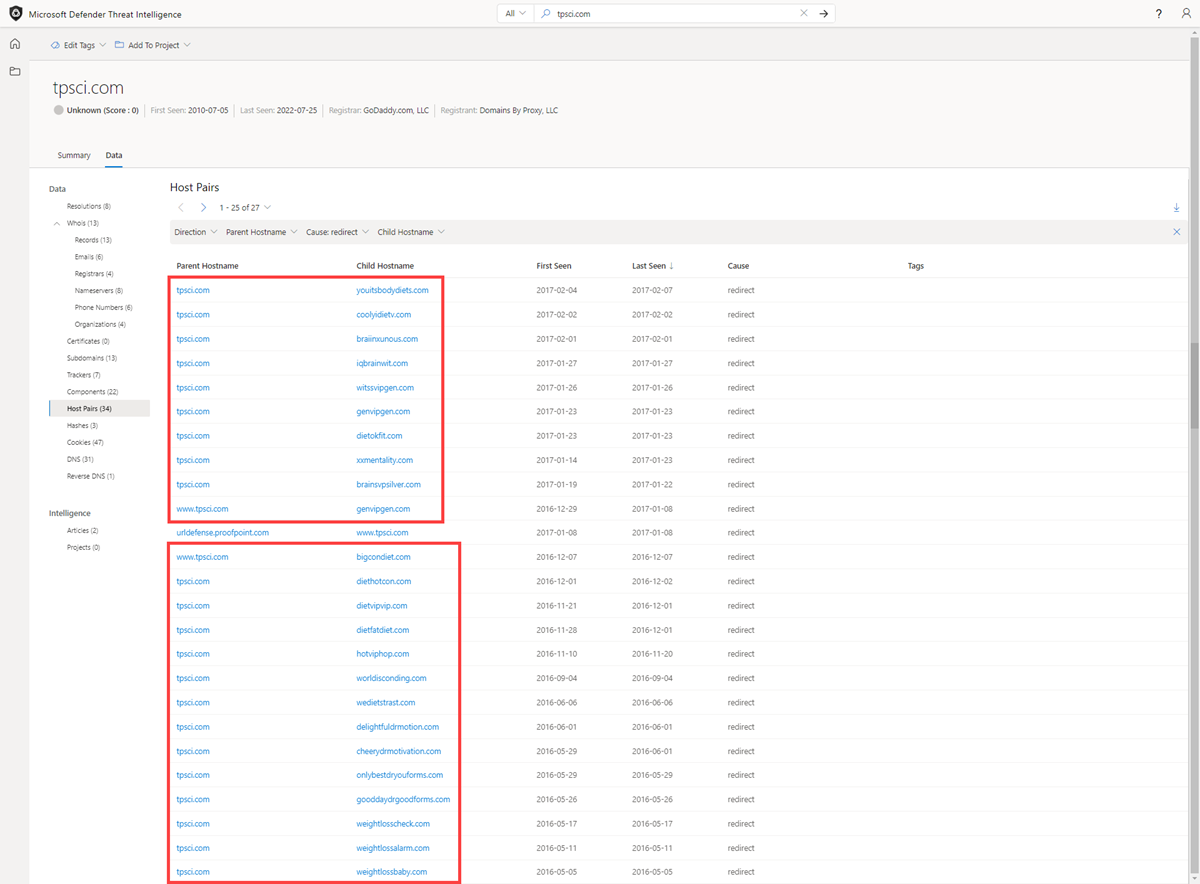 Microsoft Defender Threat Intelligence
All
tpsci.com
?
Edit Tags
Add To Project
tpsci.com
Unknown (Score : 0) First Seen: 2010-07-05 Last Seen: 2022-07-25 Registrar: GoDaddy.com, LLC Registrant: Domains By Proxy, LLC
Summary Data
Data
Resolutions (8)
Whois (13)
Records (13)
Emails (6)
Registrars (4)
Nameservers (8)
Phone Numbers (6)
Organizations (4)
Certificates (0)
Subdomains (13)
Trackers (7)
Components (22)
Host Pairs (34)
Hashes (3)
Cookies (47)
DNS (31)
Reverse DNS (1)
Intelligence
Articles (2)
Projects (0)
Host Pairs
1 - 25 of 27
Direction Parent Hostname Cause: redirect Child Hostname
Parent Hostname Child Hostname First Seen Last Seen ↓ Cause Tags
tpsci.com youitsbodydiets.com 2017-02-04 2017-02-07 redirect
tpsci.com coolyidietv.com 2017-02-02 2017-02-02 redirect
tpsci.com braiinxunous.com 2017-02-01 2017-02-01 redirect
tpsci.com iqbrainwit.com 2017-01-27 2017-01-27 redirect
tpsci.com witssvipgen.com 2017-01-26 2017-01-26 redirect
tpsci.com genvipgen.com 2017-01-23 2017-01-23 redirect
tpsci.com dietokfit.com 2017-01-23 2017-01-23 redirect
tpsci.com xxmentality.com 2017-01-14 2017-01-23 redirect
tpsci.com brainsvpsilver.com 2017-01-19 2017-01-22 redirect
www.tpsci.com genvipgen.com 2016-12-29 2017-01-08 redirect
urldefense.proofpoint.com www.tpsci.com 2017-01-08 2017-01-08 redirect
www.tpsci.com bigcondiet.com 2016-12-07 2016-12-07 redirect
tpsci.com diethotcon.com 2016-12-01 2016-12-02 redirect
tpsci.com dietvipvip.com 2016-11-21 2016-12-01 redirect
tpsci.com dietfatdiet.com 2016-11-28 2016-12-01 redirect
tpsci.com hotviphop.com 2016-11-10 2016-11-20 redirect
tpsci.com worldisconding.com 2016-09-04 2016-09-04 redirect
tpsci.com wedietstrast.com 2016-06-06 2016-06-06 redirect
tpsci.com delightfuldrmotion.com 2016-06-01 2016-06-01 redirect
tpsci.com cheerydrmotivation.com 2016-05-29 2016-06-01 redirect
tpsci.com onlybestdryouforms.com 2016-05-29 2016-05-29 redirect
tpsci.com gooddaydrgoodforms.com 2016-05-26 2016-05-26 redirect
tpsci.com weightlosscheck.com 2016-05-17 2016-05-17 redirect
tpsci.com weightlossalarm.com 2016-05-11 2016-05-11 redirect
tpsci.com weightlossbaby.com 2016-05-05 2016-05-05 redirect